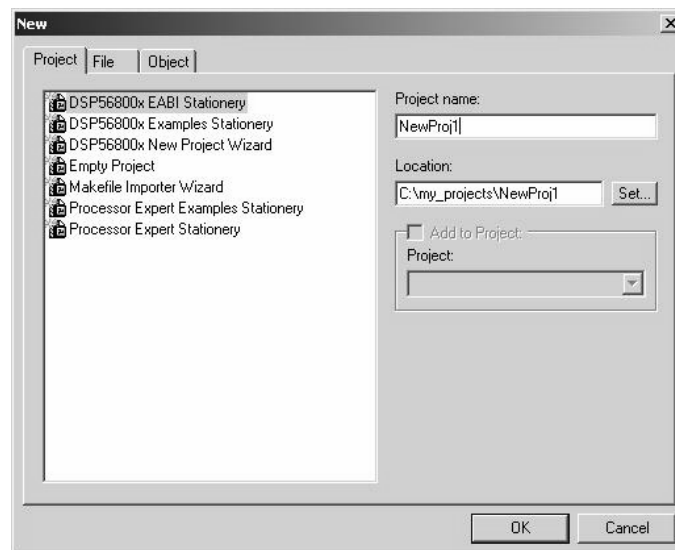 New
Project File Object
DSP56800x EABI Stationery
DSP56800x Examples Stationery
DSP56800x New Project Wizard
Empty Project
Makefile Importer Wizard
Processor Expert Examples Stationery
Processor Expert Stationery
Project name:
NewProj1
Location:
C:\my_projects\NewProj1 Set...
Add to Project:
Project:
OK Cancel